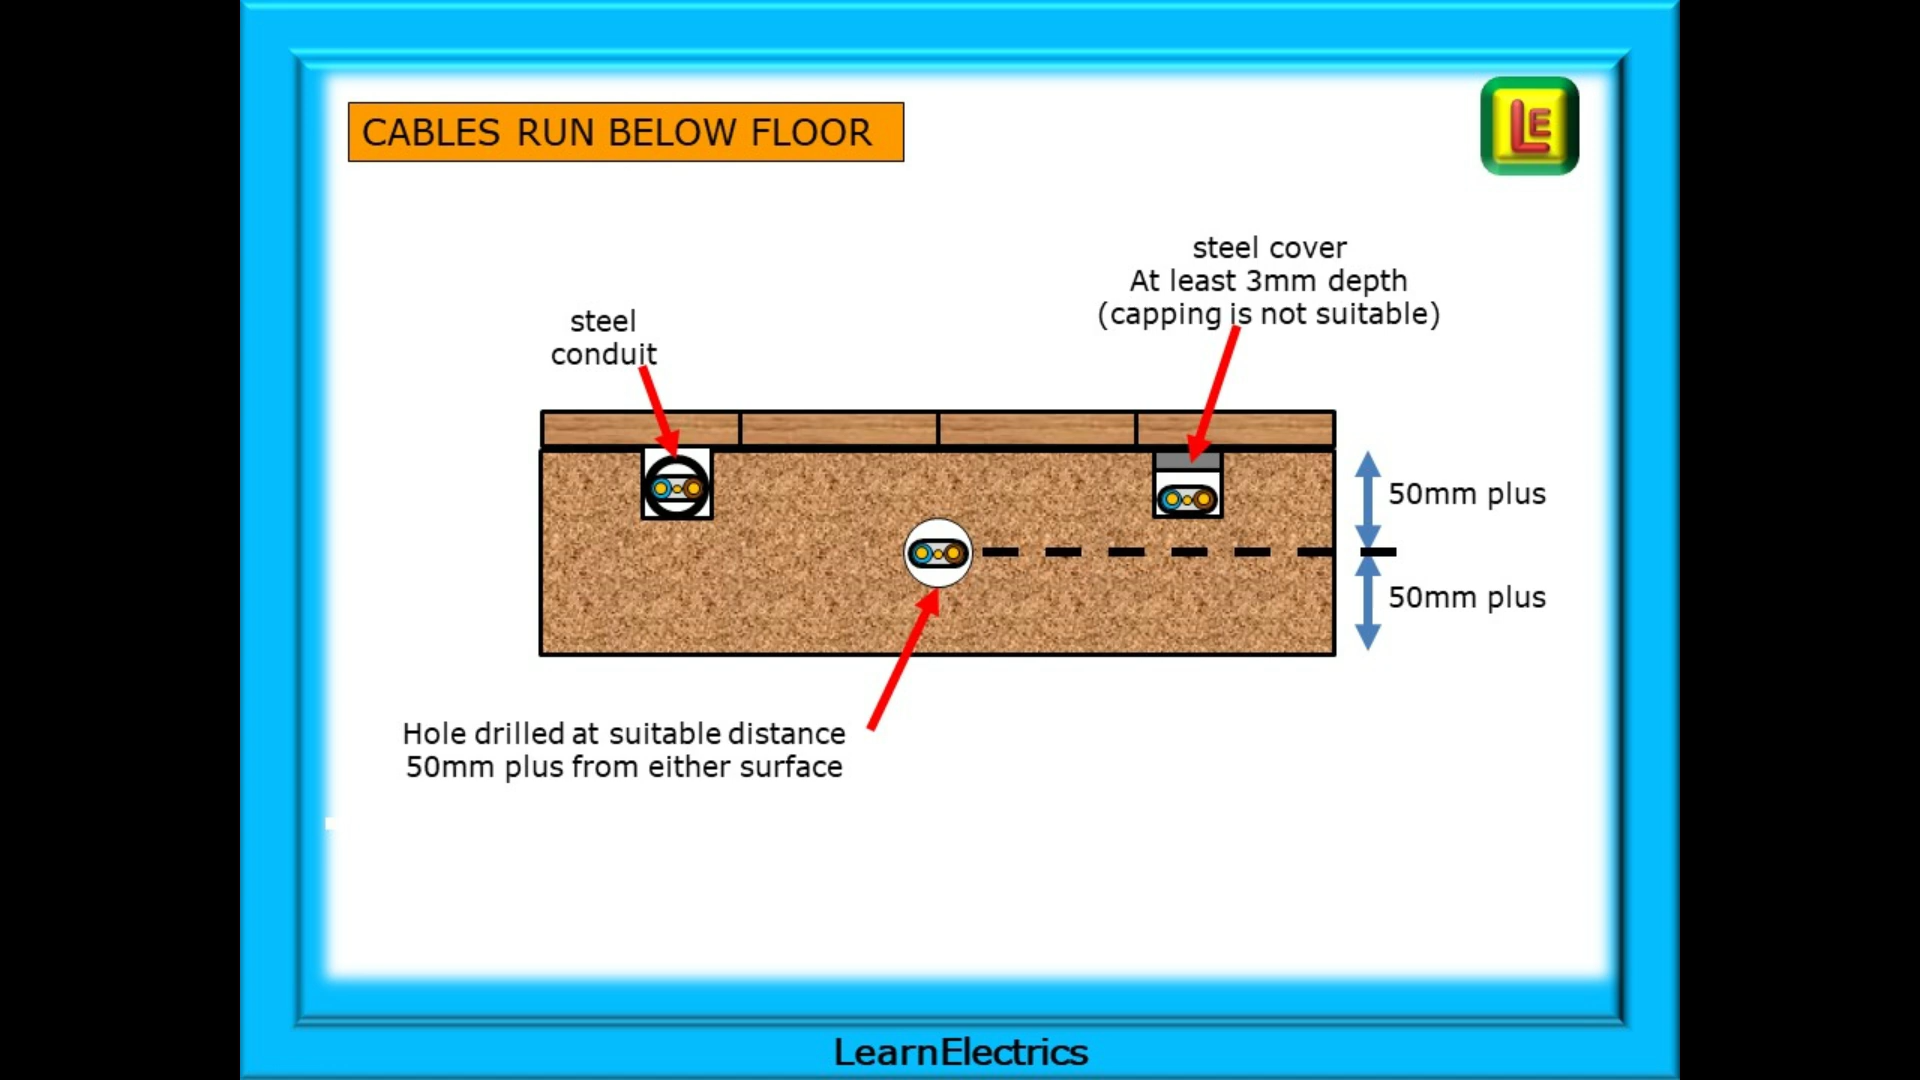 CABLES RUN BELOW FLOOR
LE
steel cover
At least 3mm depth
(capping is not suitable)
steel
conduit
50mm plus
50mm plus
Hole drilled at suitable distance
50mm plus from either surface
LearnElectrics